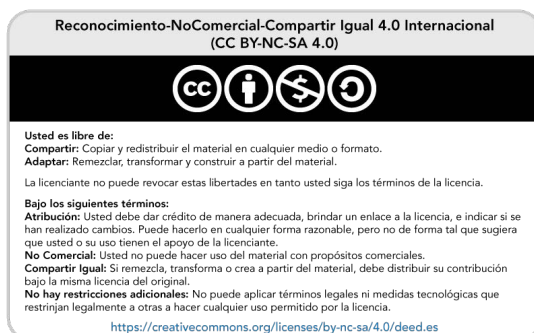 Reconocimiento-NoComercial-Compartir Igual 4.0 Internacional
(CC BY-NC-SA 4.0)
cc
Usted es libre de:
Compartir: Copiar y redistribuir el material en cualquier medio o formato.
Adaptar: Remezclar, transformar y construir a partir del material.
La licenciante no puede revocar estas libertades en tanto usted siga los términos de la licencia.
Bajo los siguientes términos:
Atribución: Usted debe dar crédito de manera adecuada, brindar un enlace a la licencia, e indicar si se
han realizado cambios. Puede hacerlo en cualquier forma razonable, pero no de forma tal que sugiera
que usted o su uso tienen el apoyo de la licenciante.
No Comercial: Usted no puede hacer uso del material con propósitos comerciales.
Compartir Igual: Si remezcla, transforma o crea a partir del material, debe distribuir su contribución
bajo la misma licencia del original.
No hay restricciones adicionales: No puede aplicar términos legales ni medidas tecnológicas que
restrinjan legalmente a otras a hacer cualquier uso permitido por la licencia.
https://creativecommons.org/licenses/by-nc-sa/4.0/deed.es